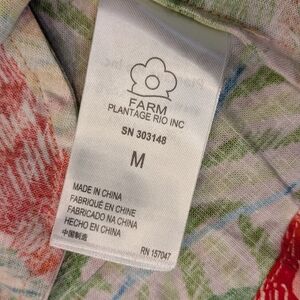 FARM
PLANTAGE RIO INC
SN 303148
M
MADE IN CHINA
FABRIQUÉ EN CHINE
FABRICADO NA CHINA
HECHO EN CHINA
中国制造
RN 157047